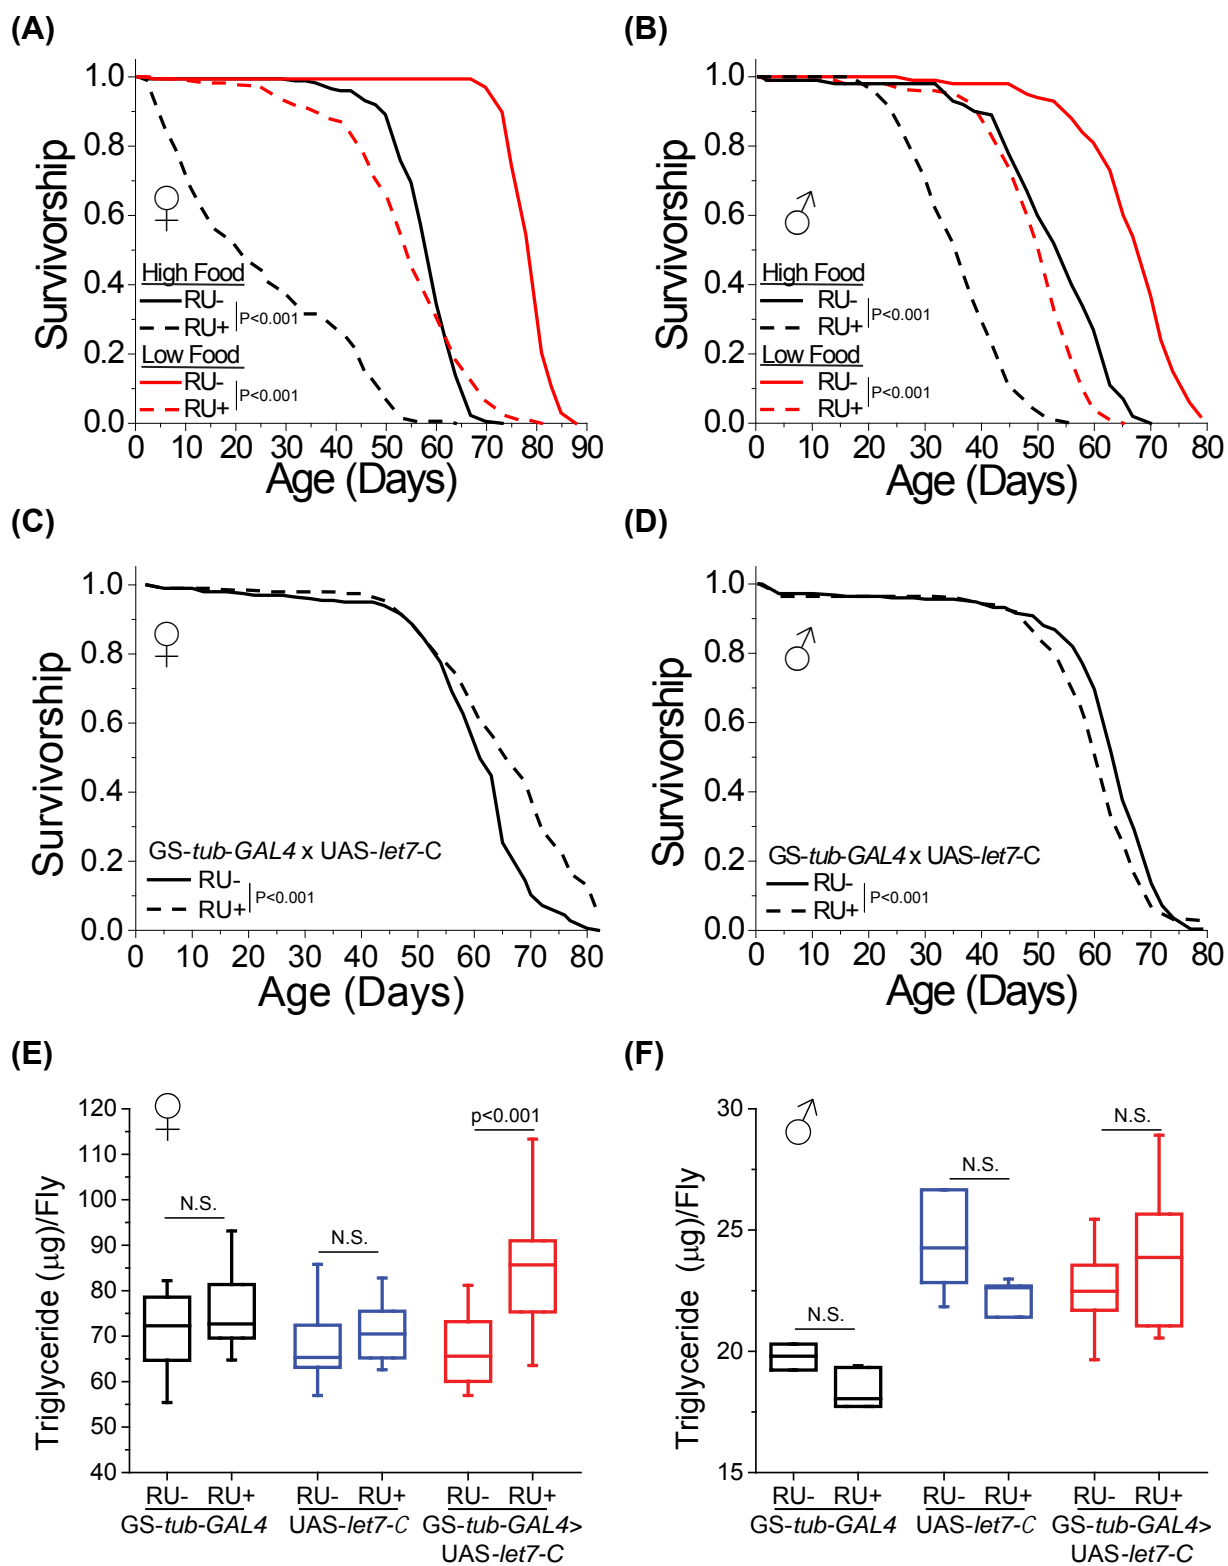 (A)
1.0
0.8
0.6
0.4
0.2
0.0
Survivorship
♀
High Food
RU-
RU+
P<0.001
Low Food
RU-
RU+
P<0.001
0 10 20 30 40 50 60 70 80 90
Age (Days)
(B)
1.0
0.8
0.6
0.4
0.2
0.0
Survivorship
♂
High Food
RU-
RU+
P<0.001
Low Food
RU-
RU+
P<0.001
0 10 20 30 40 50 60 70 80
Age (Days)
(C)
1.0
0.8
0.6
0.4
0.2
0.0
Survivorship
♀
GS-tub-GAL4 x UAS-let7-C
RU-
RU+
P<0.001
0 10 20 30 40 50 60 70 80
Age (Days)
(D)
1.0
0.8
0.6
0.4
0.2
0.0
Survivorship
♂
GS-tub-GAL4 x UAS-let7-C
RU-
RU+
P<0.001
0 10 20 30 40 50 60 70 80
Age (Days)
(E)
120
110
100
90
80
70
60
50
40
Triglyceride (µg)/Fly
♀
N.S.
N.S.
p<0.001
RU- RU+ RU- RU+ RU- RU+
GS-tub-GAL4 UAS-let7-C GS-tub-GAL4>
UAS-let7-C
(F)
30
25
20
15
Triglyceride (µg)/Fly
♂
N.S.
N.S.
N.S.
RU- RU+ RU- RU+ RU- RU+
GS-tub-GAL4 UAS-let7-C GS-tub-GAL4>
UAS-let7-C